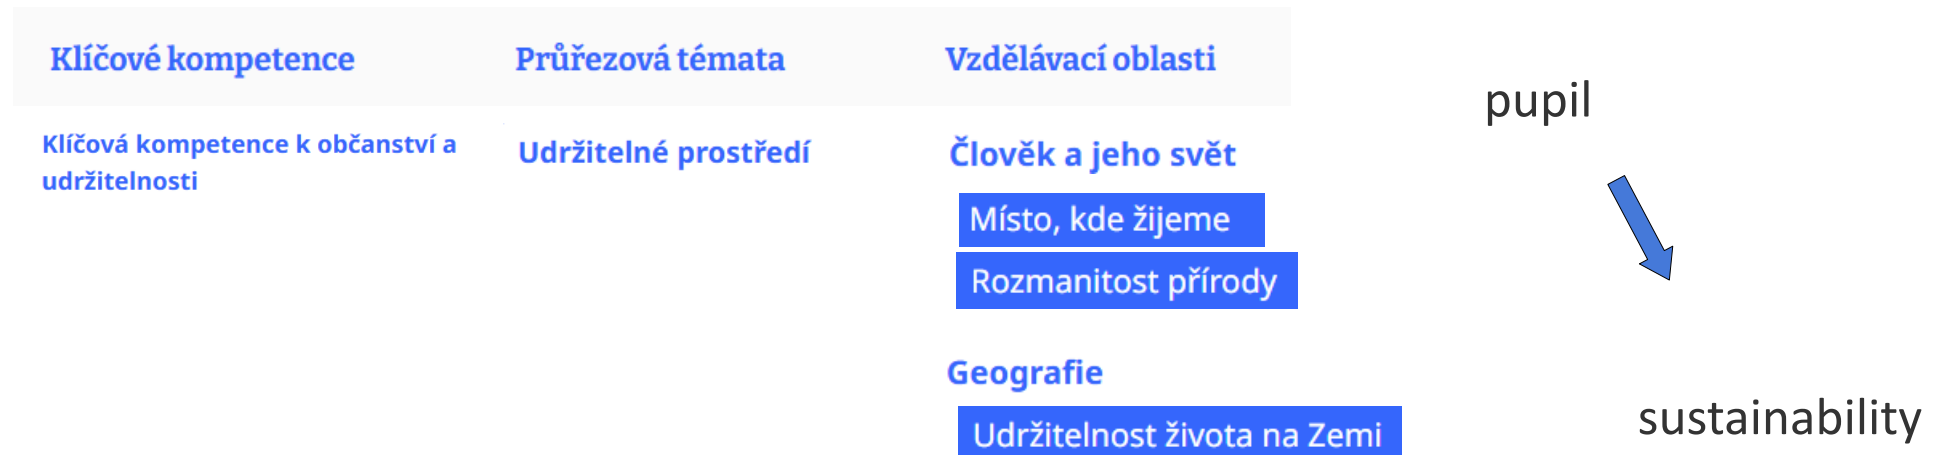 Klíčové kompetence
Průřezová témata
Vzdělávací oblasti
pupil
Klíčová kompetence k občanství a
udržitelnosti
Udržitelné prostředí
Člověk a jeho svět
Místo, kde žijeme
Rozmanitost přírody
Geografie
Udržitelnost života na Zemi
sustainability